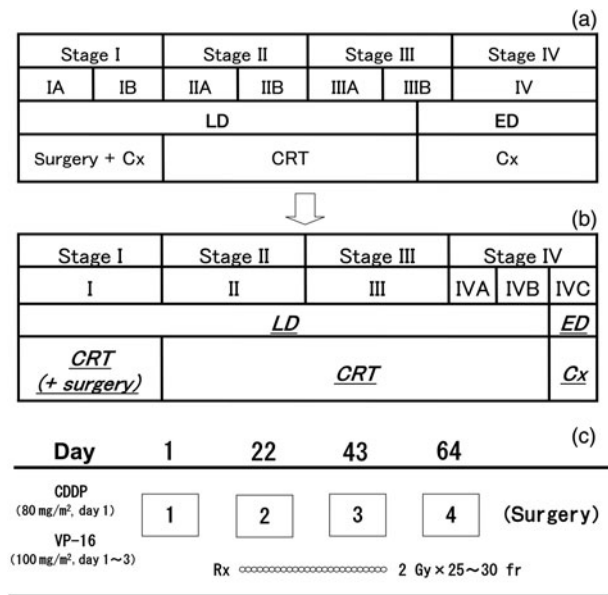 (a)
Stage I Stage II Stage III Stage IV
IA IB IIA IIB IIIA IIIB IV
LD ED
Surgery + Cx CRT Cx
(b)
Stage I Stage II Stage III Stage IV
I II III IVA IVB IVC
LD ED
CRT (+ surgery) CRT Cx
(c)
Day 1 22 43 64
CDDP
(80 mg/m², day 1)
1 2 3 4 (Surgery)
VP-16
(100 mg/m², day 1~3)
Rx 2 Gy×25~30 fr